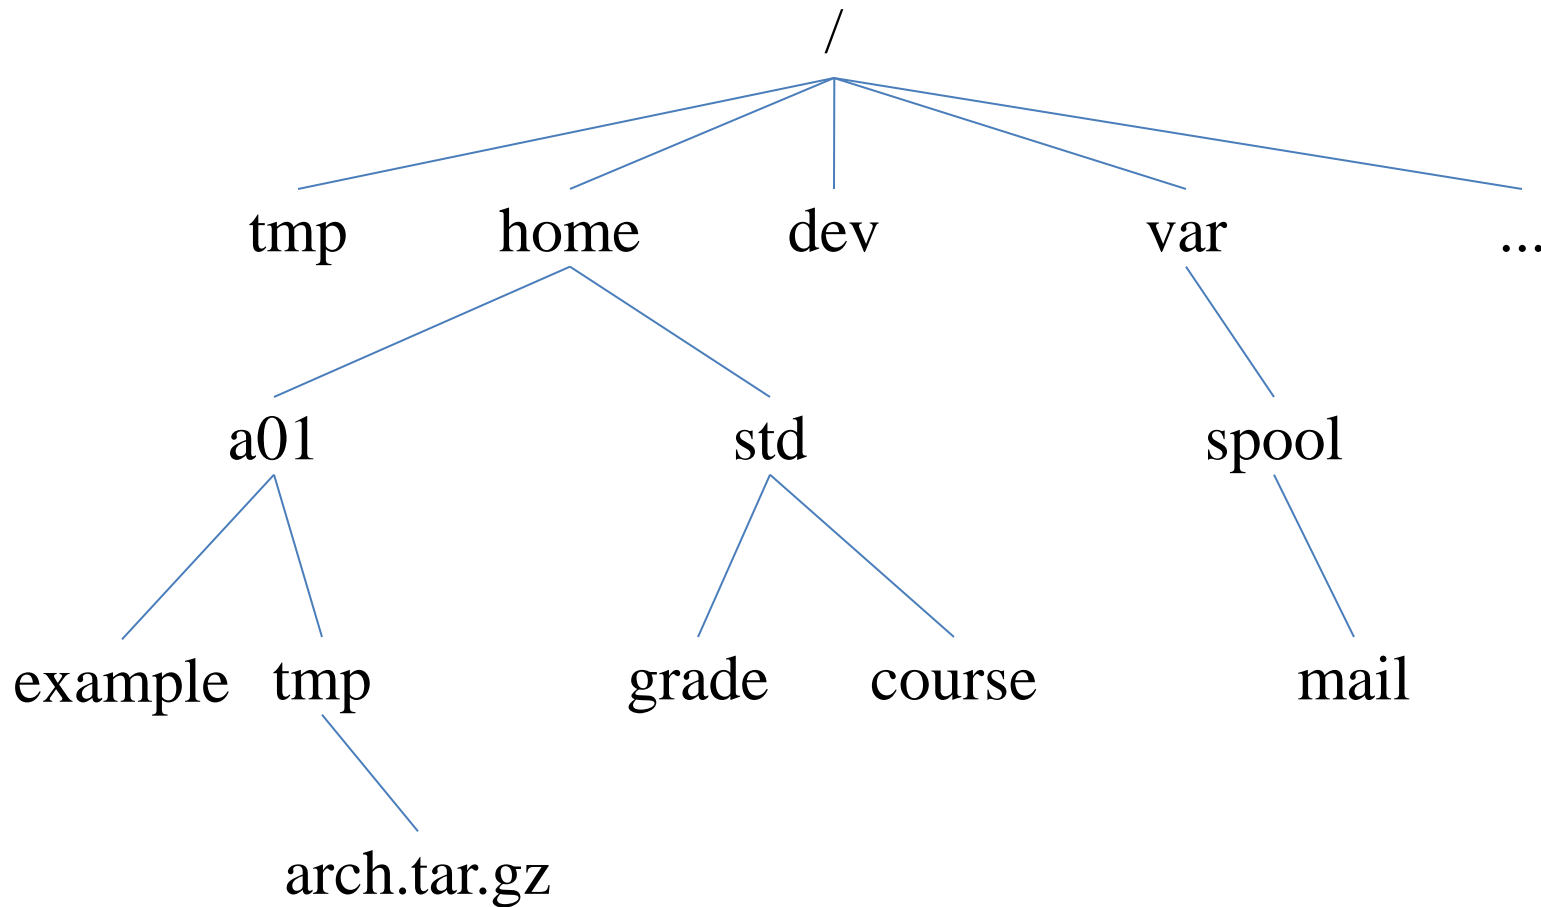 /
tmp home dev var ...
a01 std spool
example tmp grade course mail
arch.tar.gz